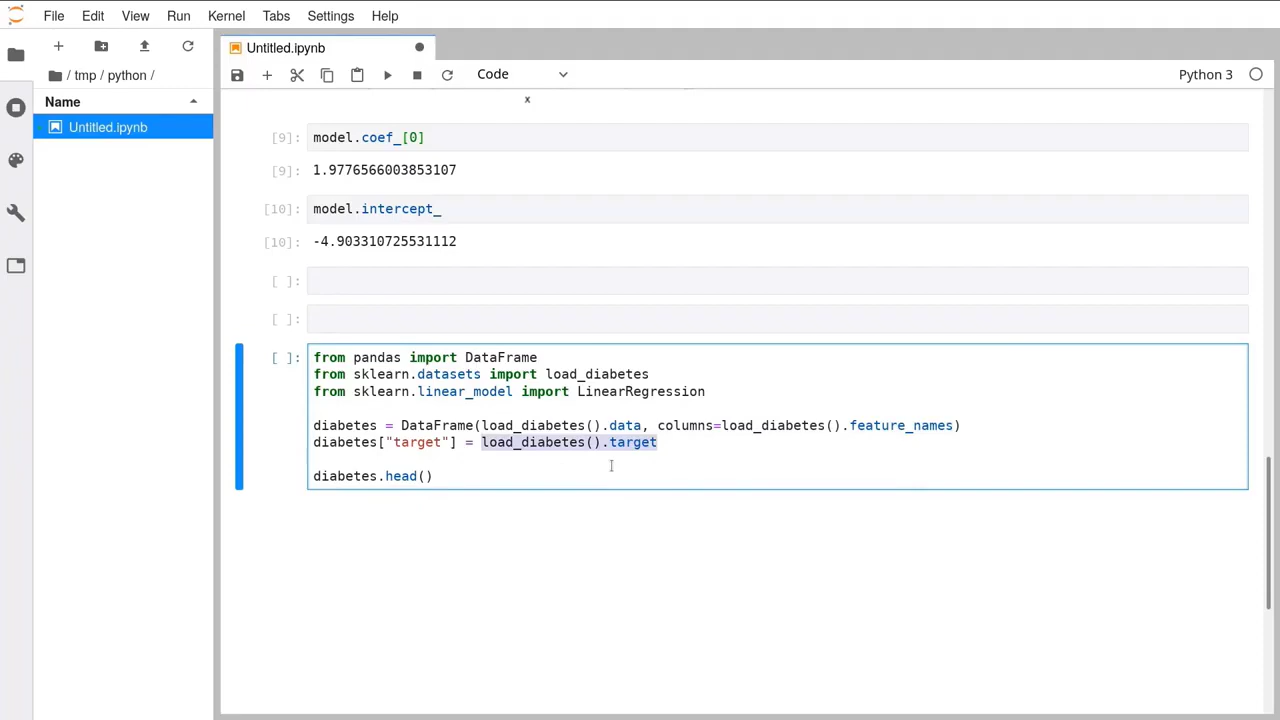 File Edit View Run Kernel Tabs Settings Help
/ tmp / python /
Name
Untitled.ipynb
Untitled.ipynb
Code
Python 3
x
[9]: model.coef_[0]
[9]: 1.9776566003853107
[10]: model.intercept_
[10]: -4.903310725531112
[ ]:
[ ]:
[ ]: from pandas import DataFrame
from sklearn.datasets import load_diabetes
from sklearn.linear_model import LinearRegression
diabetes = DataFrame(load_diabetes().data, columns=load_diabetes().feature_names)
diabetes["target"] = load_diabetes().target
diabetes.head()